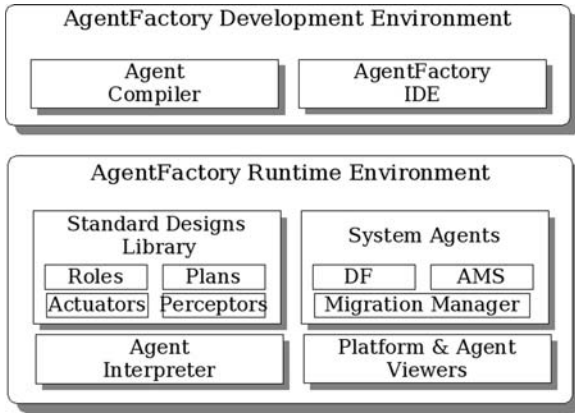 AgentFactory Development Environment
Agent
Compiler
AgentFactory
IDE
AgentFactory Runtime Environment
Standard Designs
Library
Roles
Plans
Actuators
Perceptors
System Agents
DF
AMS
Migration Manager
Agent
Interpreter
Platform & Agent
Viewers